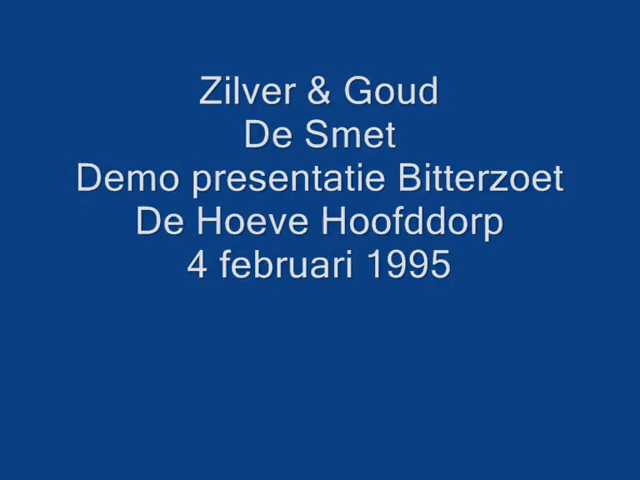 Zilver & Goud
De Smet
Demo presentatie Bitterzoet
De Hoeve Hoofddorp
4 februari 1995